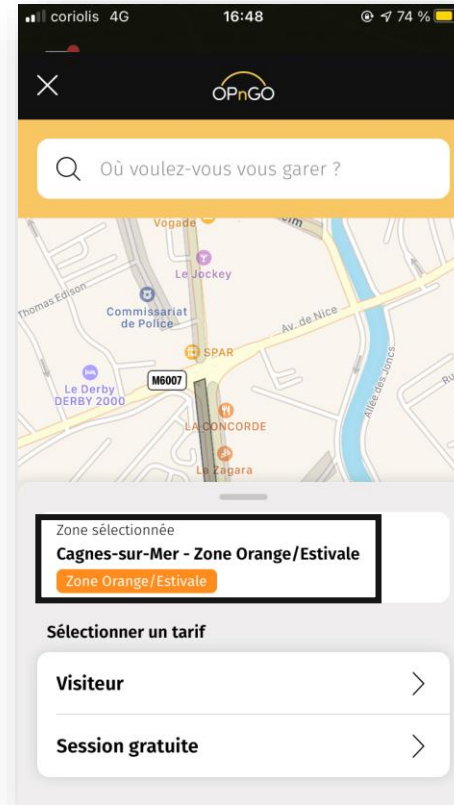 coriolis 4G 16:48 74 %
OPnGO
Où voulez-vous vous garer ?
Vogade
Le Jockey
Thomas Edison
Commissariat
de Police
Av. de Nice
SPAR
Le Derby
DERBY 2000
M6007
Allée des Joncs
LA CONCORDE
La Zagara
Zone sélectionnée
Cagnes-sur-Mer - Zone Orange/Estivale
Zone Orange/Estivale
Sélectionner un tarif
Visiteur
Session gratuite